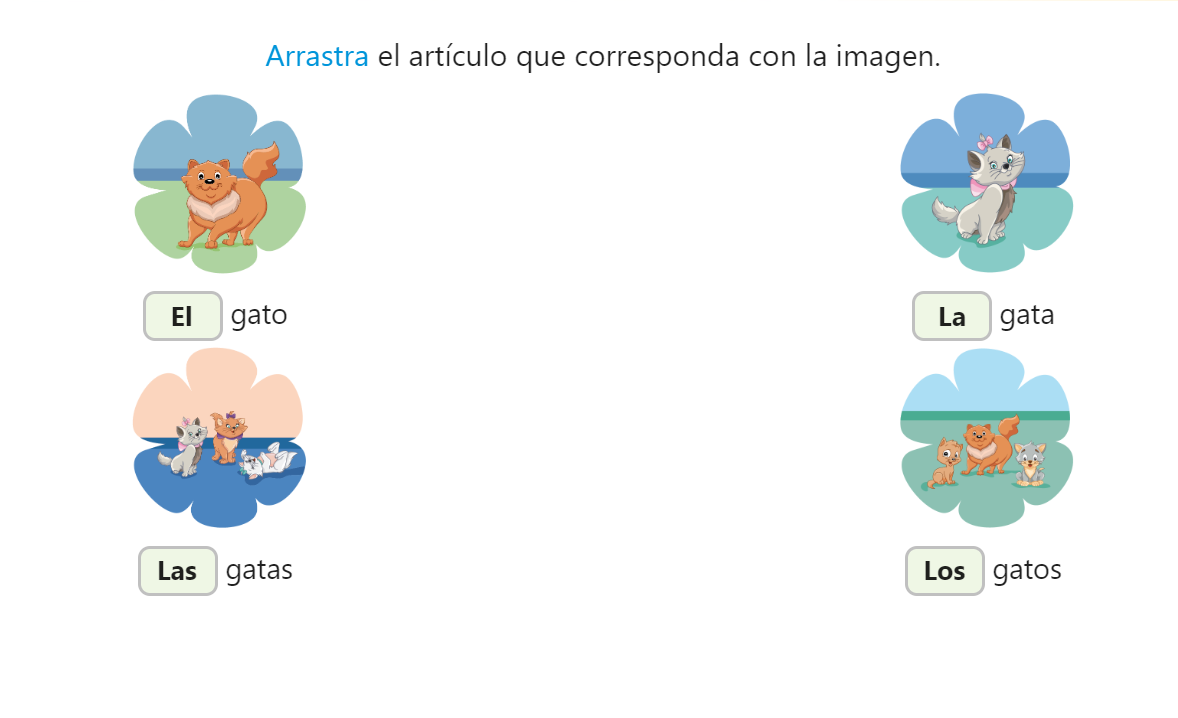 Arrastra el artículo que corresponda con la imagen.
El gato
La gata
Las gatas
Los gatos